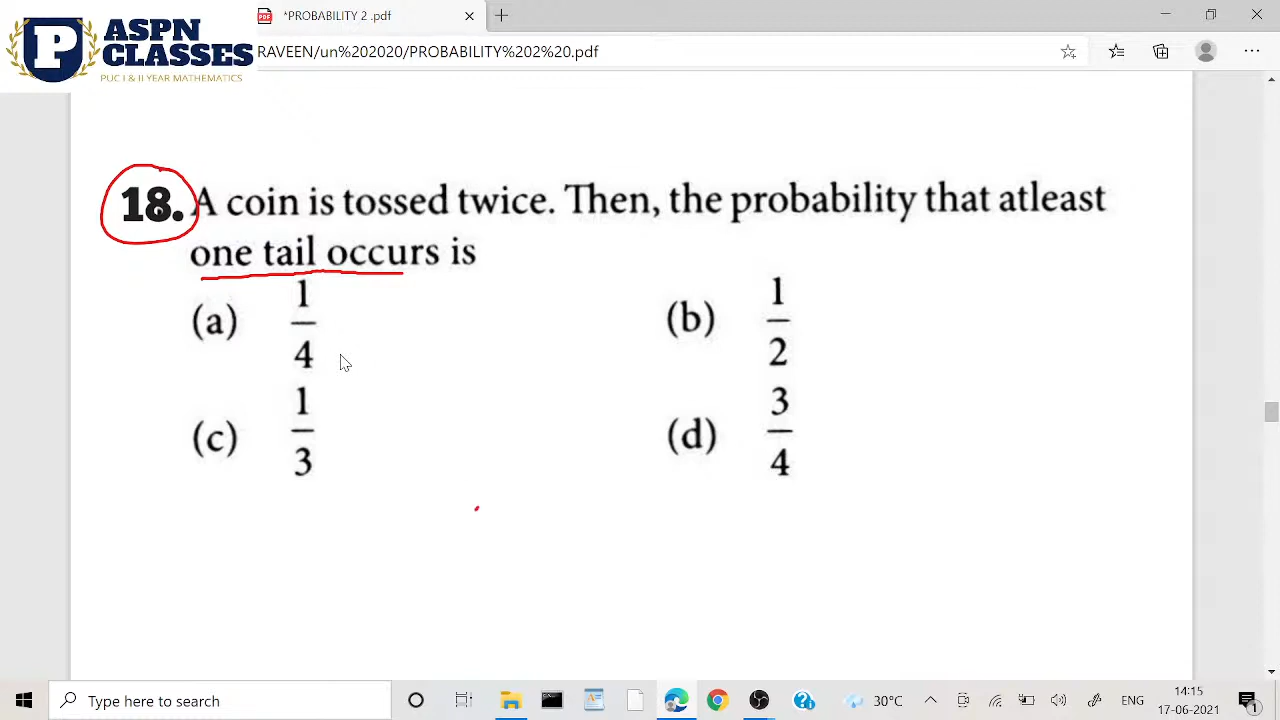 *PROBABILITY 2.pdf
P ASPN CLASSES
PUC I & II YEAR MATHEMATICS
RAVEEN/un%202020/PROBABILITY%202%20.pdf
18. A coin is tossed twice. Then, the probability that atleast
one tail occurs is
(a) 1/4 (b) 1/2
(c) 1/3 (d) 3/4
Type here to search
30°C
ENG
14:15
17-06-2021
1